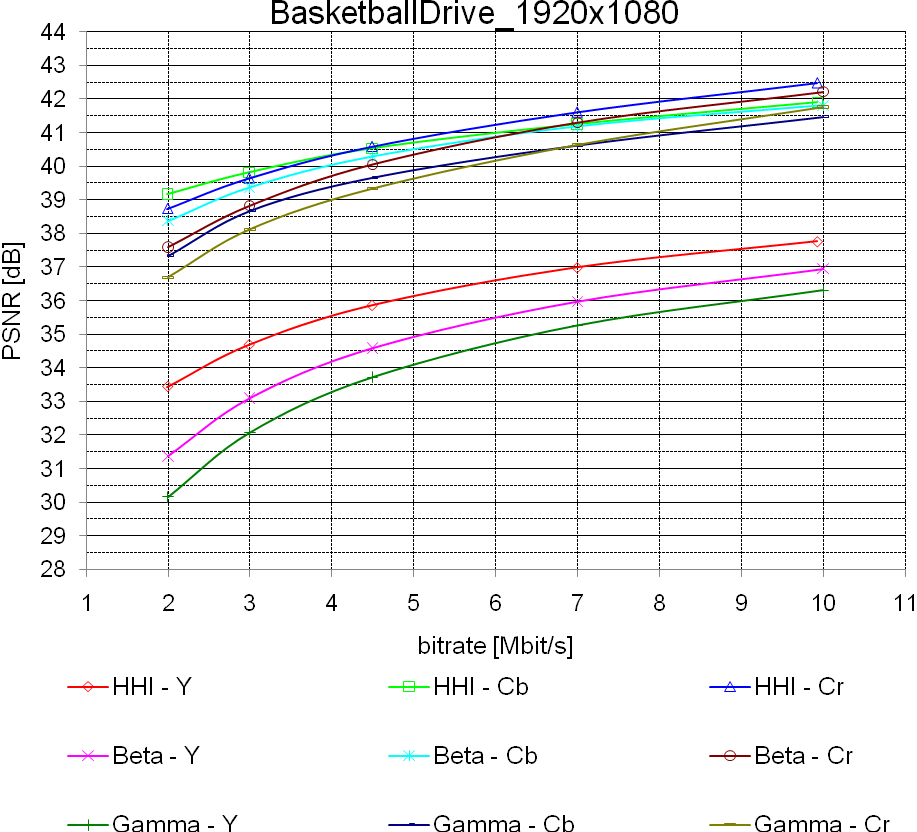 BasketballDrive_1920x1080
44
43
42
41
40
39
38
37
36
35
34
33
32
31
30
29
28
PSNR [dB]
1 2 3 4 5 6 7 8 9 10 11
bitrate [Mbit/s]
HHI - Y HHI - Cb HHI - Cr
Beta - Y Beta - Cb Beta - Cr
Gamma - Y Gamma - Cb Gamma - Cr